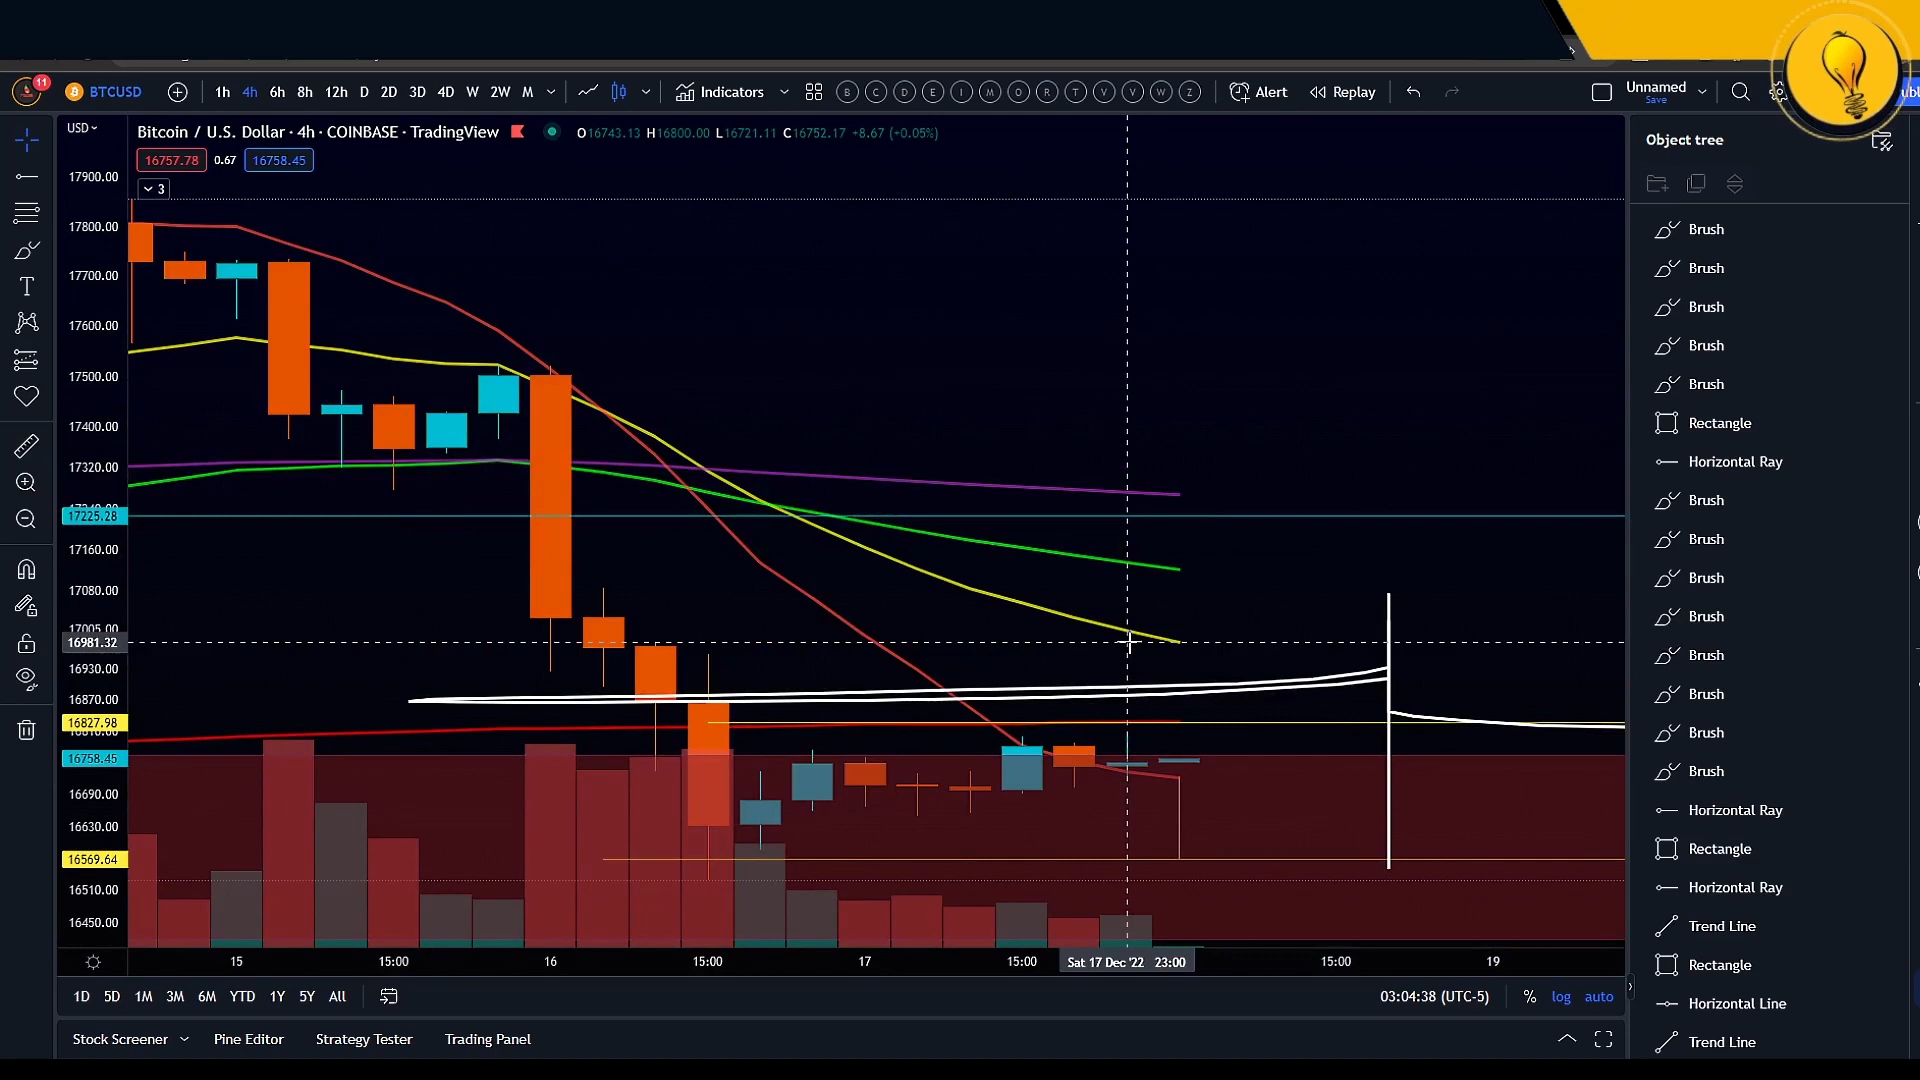 11
BTCUSD
1h 4h 6h 8h 12h D 2D 3D 4D W 2W M
Indicators
B C D E I M O R T V V W Z
Alert
Replay
Unnamed
Save
USD
Bitcoin / U.S. Dollar · 4h · COINBASE · TradingView
O16743.13 H16800.00 L16721.11 C16752.17 +8.67 (+0.05%)
16757.78 0.67 16758.45
3
17900.00
17800.00
17700.00
17600.00
17500.00
17400.00
17320.00
17225.28
17160.00
17080.00
17005.00
16981.32
16930.00
16870.00
16827.98
16758.45
16690.00
16630.00
16569.64
16510.00
16450.00
15 15:00 16 15:00 17 15:00 Sat 17 Dec '22 23:00 15:00 19
1D 5D 1M 3M 6M YTD 1Y 5Y All
03:04:38 (UTC-5) % log auto
Stock Screener Pine Editor Strategy Tester Trading Panel
Object tree
Brush
Brush
Brush
Brush
Brush
Rectangle
Horizontal Ray
Brush
Brush
Brush
Brush
Brush
Brush
Brush
Brush
Horizontal Ray
Rectangle
Horizontal Ray
Trend Line
Rectangle
Horizontal Line
Trend Line